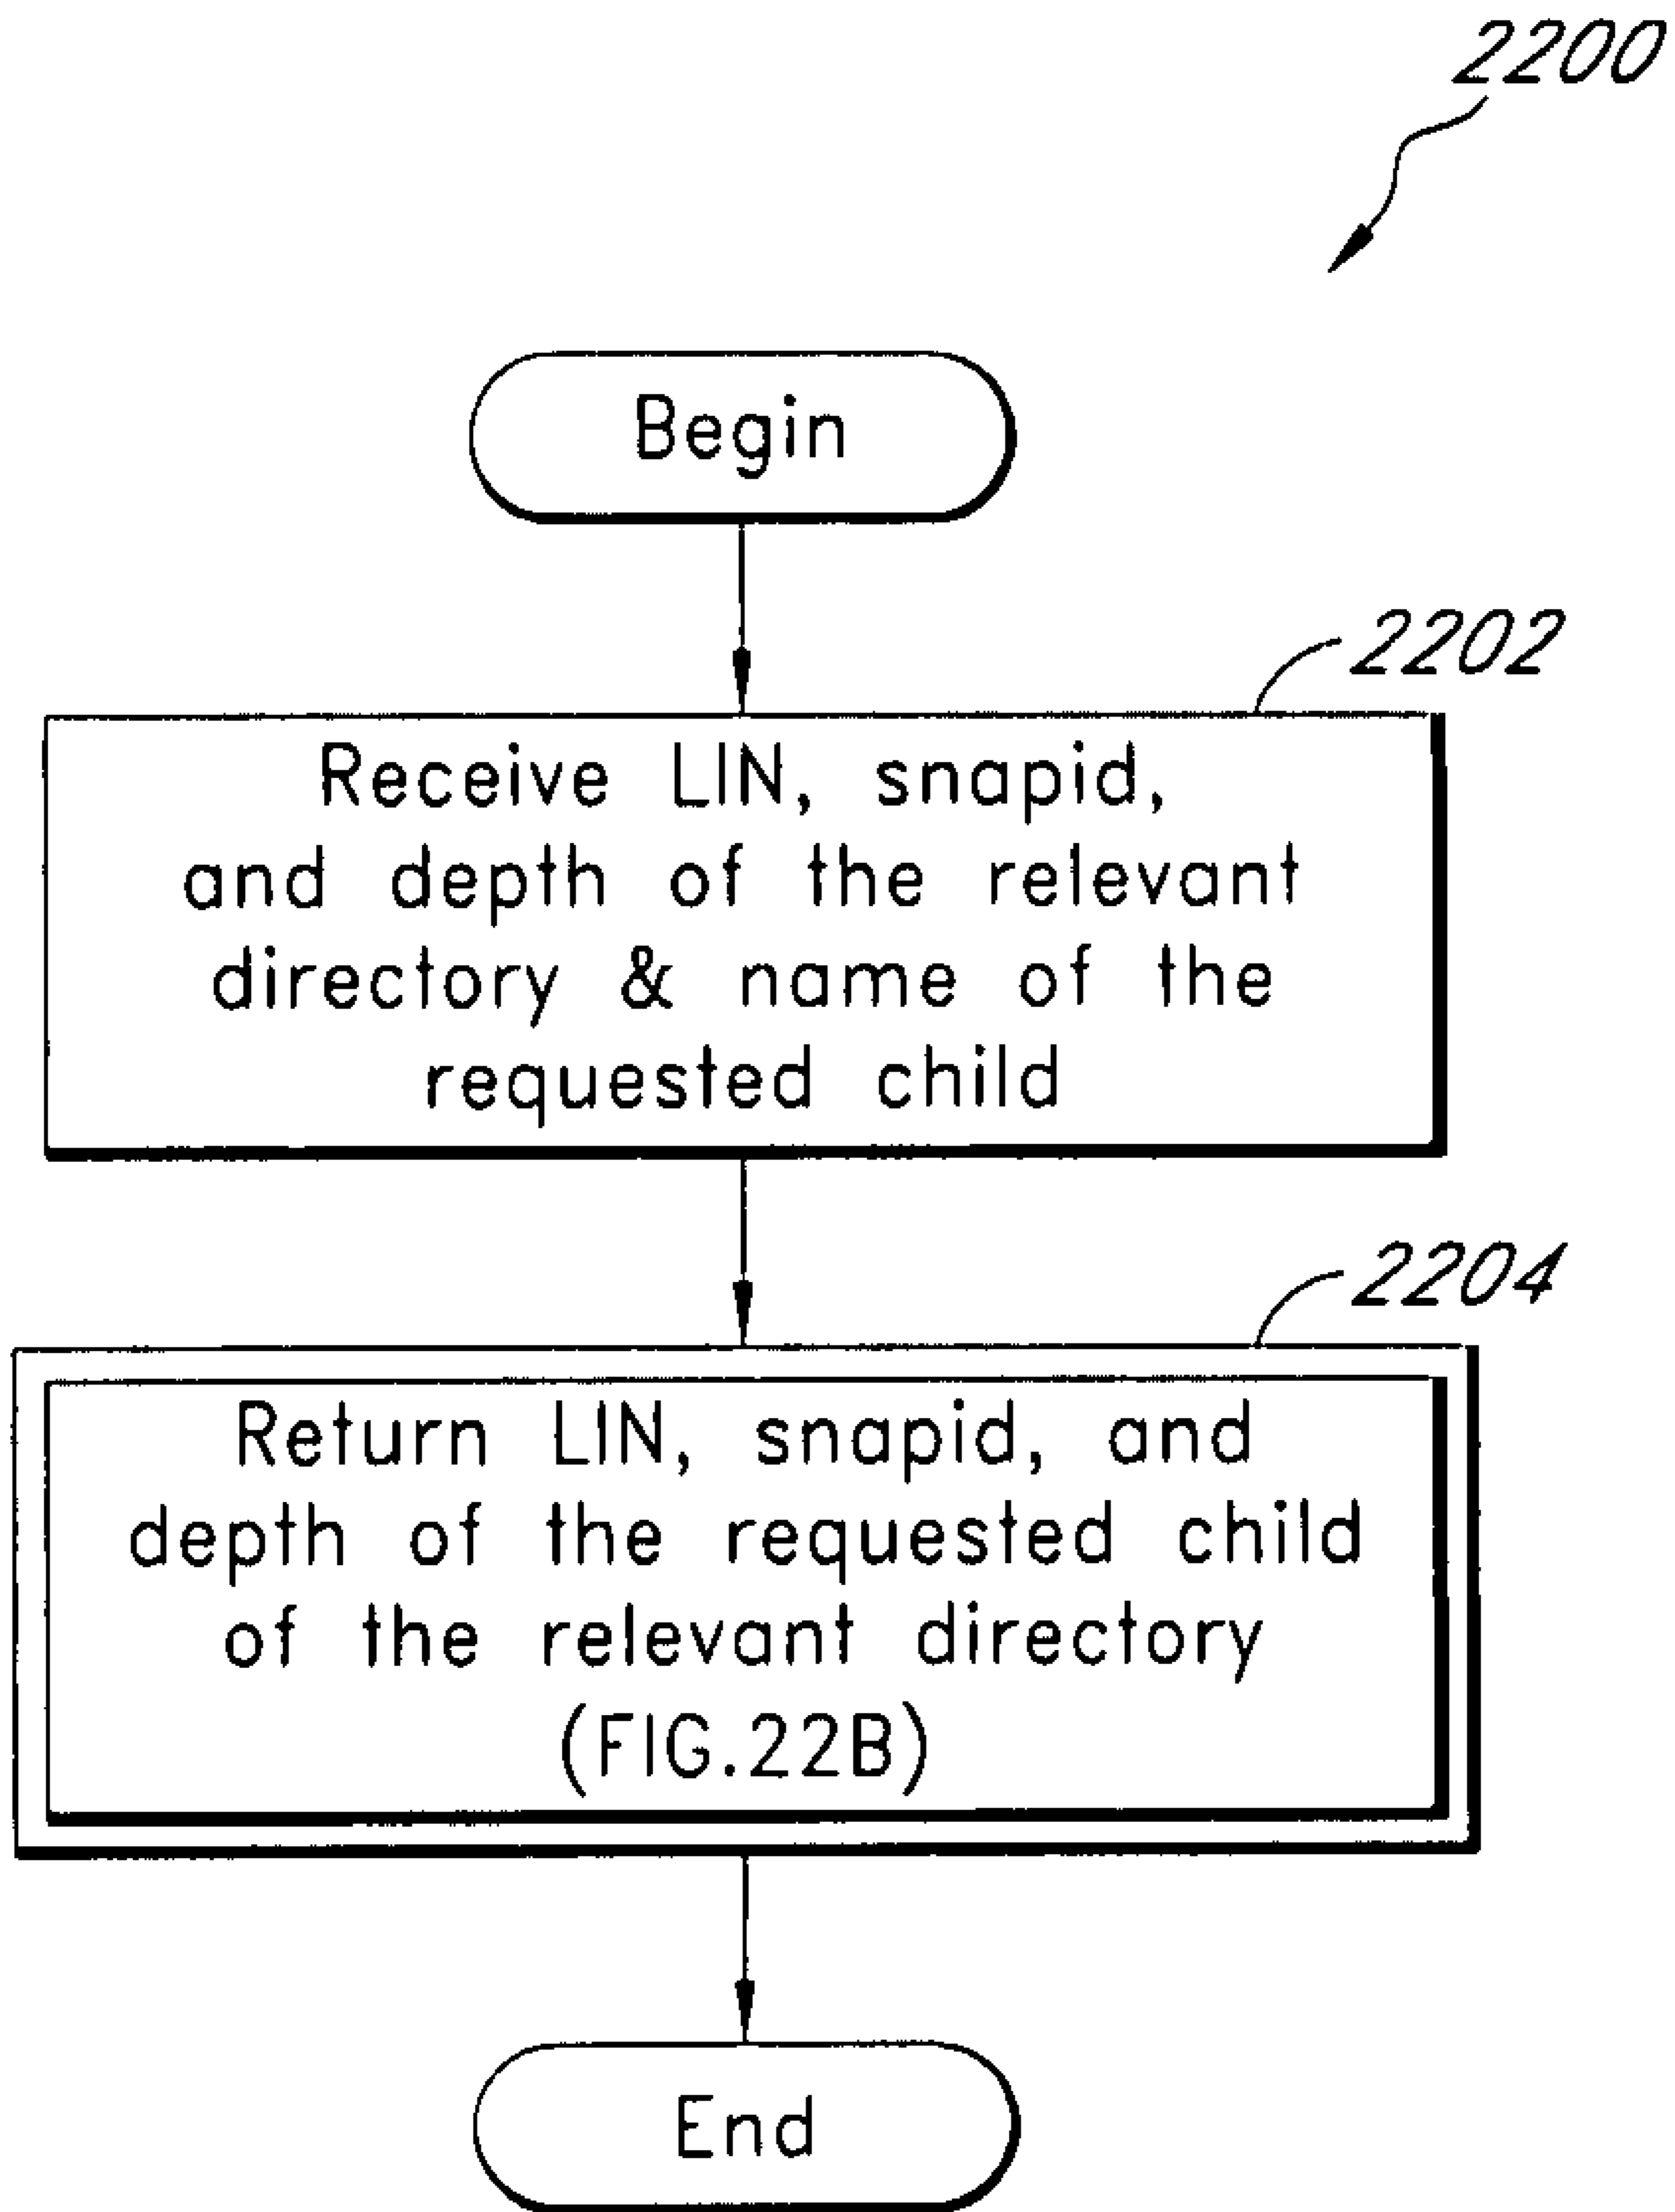 2200
Begin
2202
Receive LIN, snapid,
and depth of the relevant
directory & name of the
requested child
2204
Return LIN, snapid, and
depth of the requested child
of the relevant directory
(FIG.22B)
End